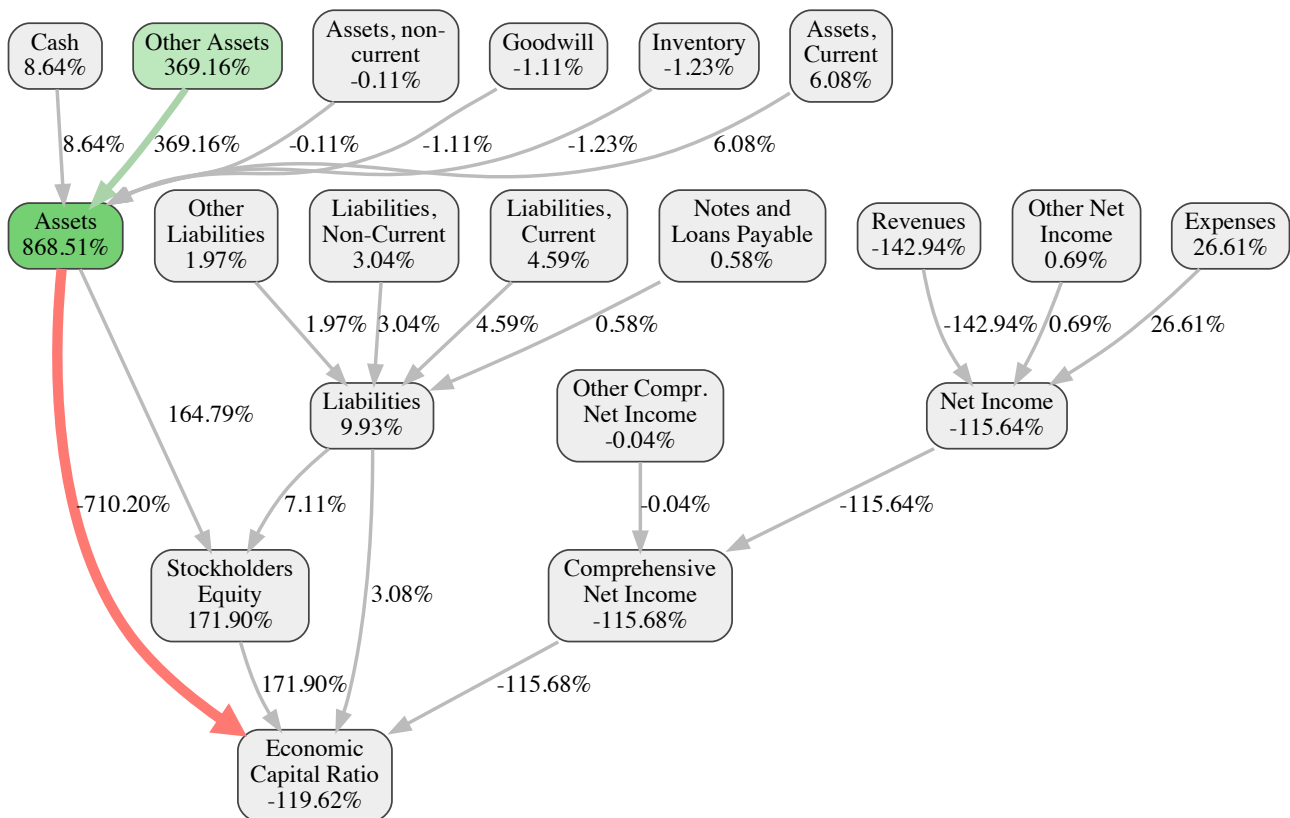 Cash
8.64%
Other Assets
369.16%
Assets, non-
current
-0.11%
Goodwill
-1.11%
Inventory
-1.23%
Assets,
Current
6.08%
8.64%
369.16%
-0.11%
-1.11%
-1.23%
6.08%
Assets
868.51%
Other
Liabilities
1.97%
Liabilities,
Non-Current
3.04%
Liabilities,
Current
4.59%
Notes and
Loans Payable
0.58%
Revenues
-142.94%
Other Net
Income
0.69%
Expenses
26.61%
1.97%
3.04%
4.59%
0.58%
-142.94%
0.69%
26.61%
164.79%
Liabilities
9.93%
Other Compr.
Net Income
-0.04%
Net Income
-115.64%
-710.20%
7.11%
-0.04%
-115.64%
Stockholders
Equity
171.90%
3.08%
Comprehensive
Net Income
-115.68%
171.90%
-115.68%
Economic
Capital Ratio
-119.62%